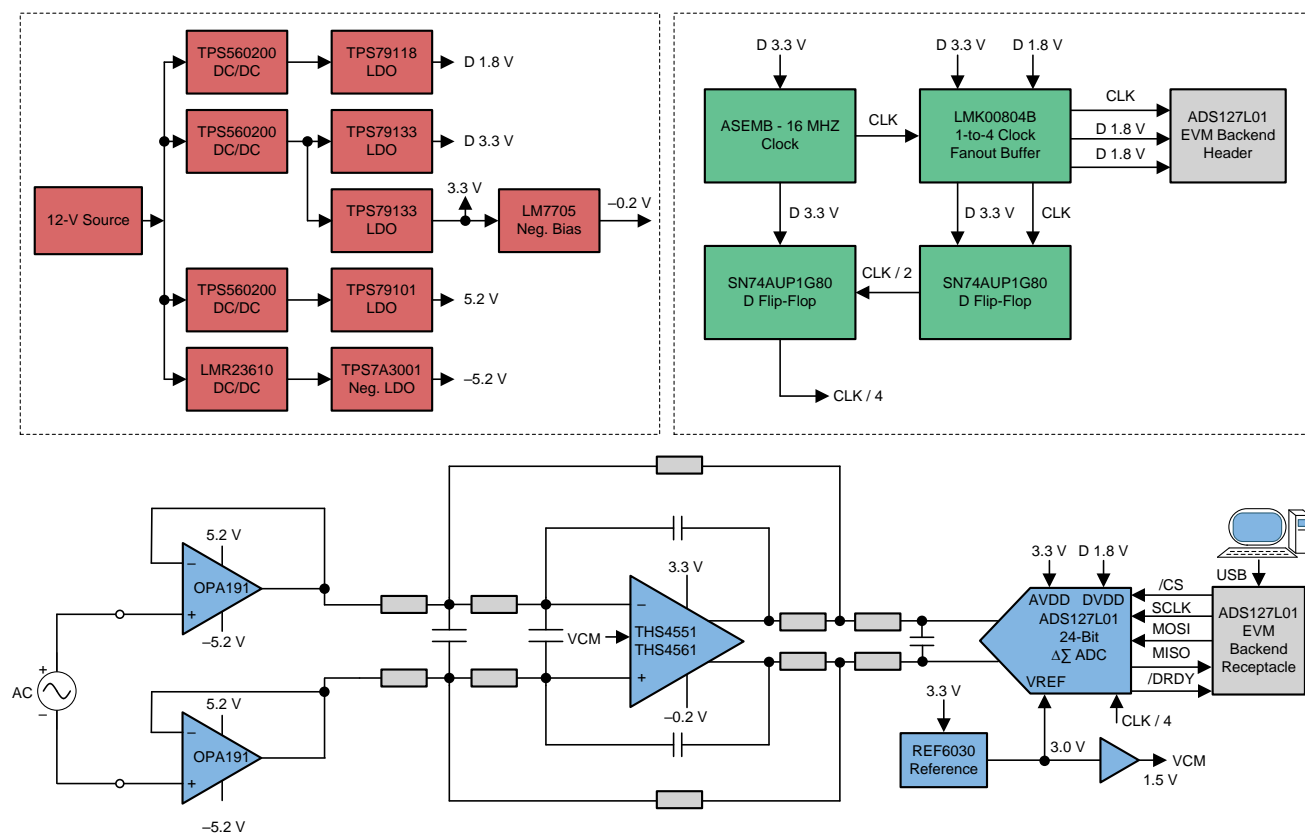 TPS560200
DC/DC
TPS79118
LDO
D 1.8 V
TPS560200
DC/DC
TPS79133
LDO
D 3.3 V
12-V Source
TPS79133
LDO
3.3 V
LM7705
Neg. Bias
–0.2 V
TPS560200
DC/DC
TPS79101
LDO
5.2 V
LMR23610
DC/DC
TPS7A3001
Neg. LDO
–5.2 V
D 3.3 V
D 3.3 V
D 1.8 V
ASEMB - 16 MHZ
Clock
CLK
LMK00804B
1-to-4 Clock
Fanout Buffer
CLK
D 1.8 V
D 1.8 V
ADS127L01
EVM Backend
Header
D 3.3 V
D 3.3 V
CLK
SN74AUP1G80
D Flip-Flop
CLK / 2
SN74AUP1G80
D Flip-Flop
CLK / 4
AC
+
–
5.2 V
–
OPA191
+
–5.2 V
5.2 V
–
OPA191
+
–5.2 V
VCM
3.3 V
–
THS4551
THS4561
+
–0.2 V
3.3 V
D 1.8 V
AVDD
DVDD
ADS127L01
24-Bit
ΔΣ ADC
VREF
USB
/CS
SCLK
MOSI
MISO
/DRDY
ADS127L01
EVM
Backend
Receptacle
CLK / 4
3.3 V
REF6030
Reference
3.0 V
VCM
1.5 V